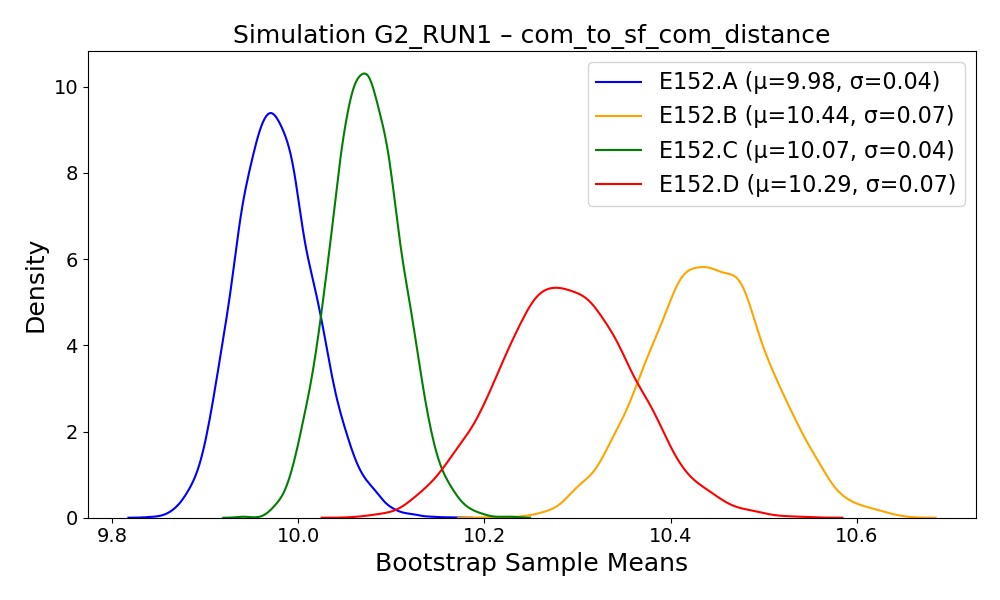 Simulation G2_RUN1 – com_to_sf_com_distance
E152.A (μ=9.98, σ=0.04)
E152.B (μ=10.44, σ=0.07)
E152.C (μ=10.07, σ=0.04)
E152.D (μ=10.29, σ=0.07)
Density
10
8
6
4
2
0
9.8 10.0 10.2 10.4 10.6
Bootstrap Sample Means